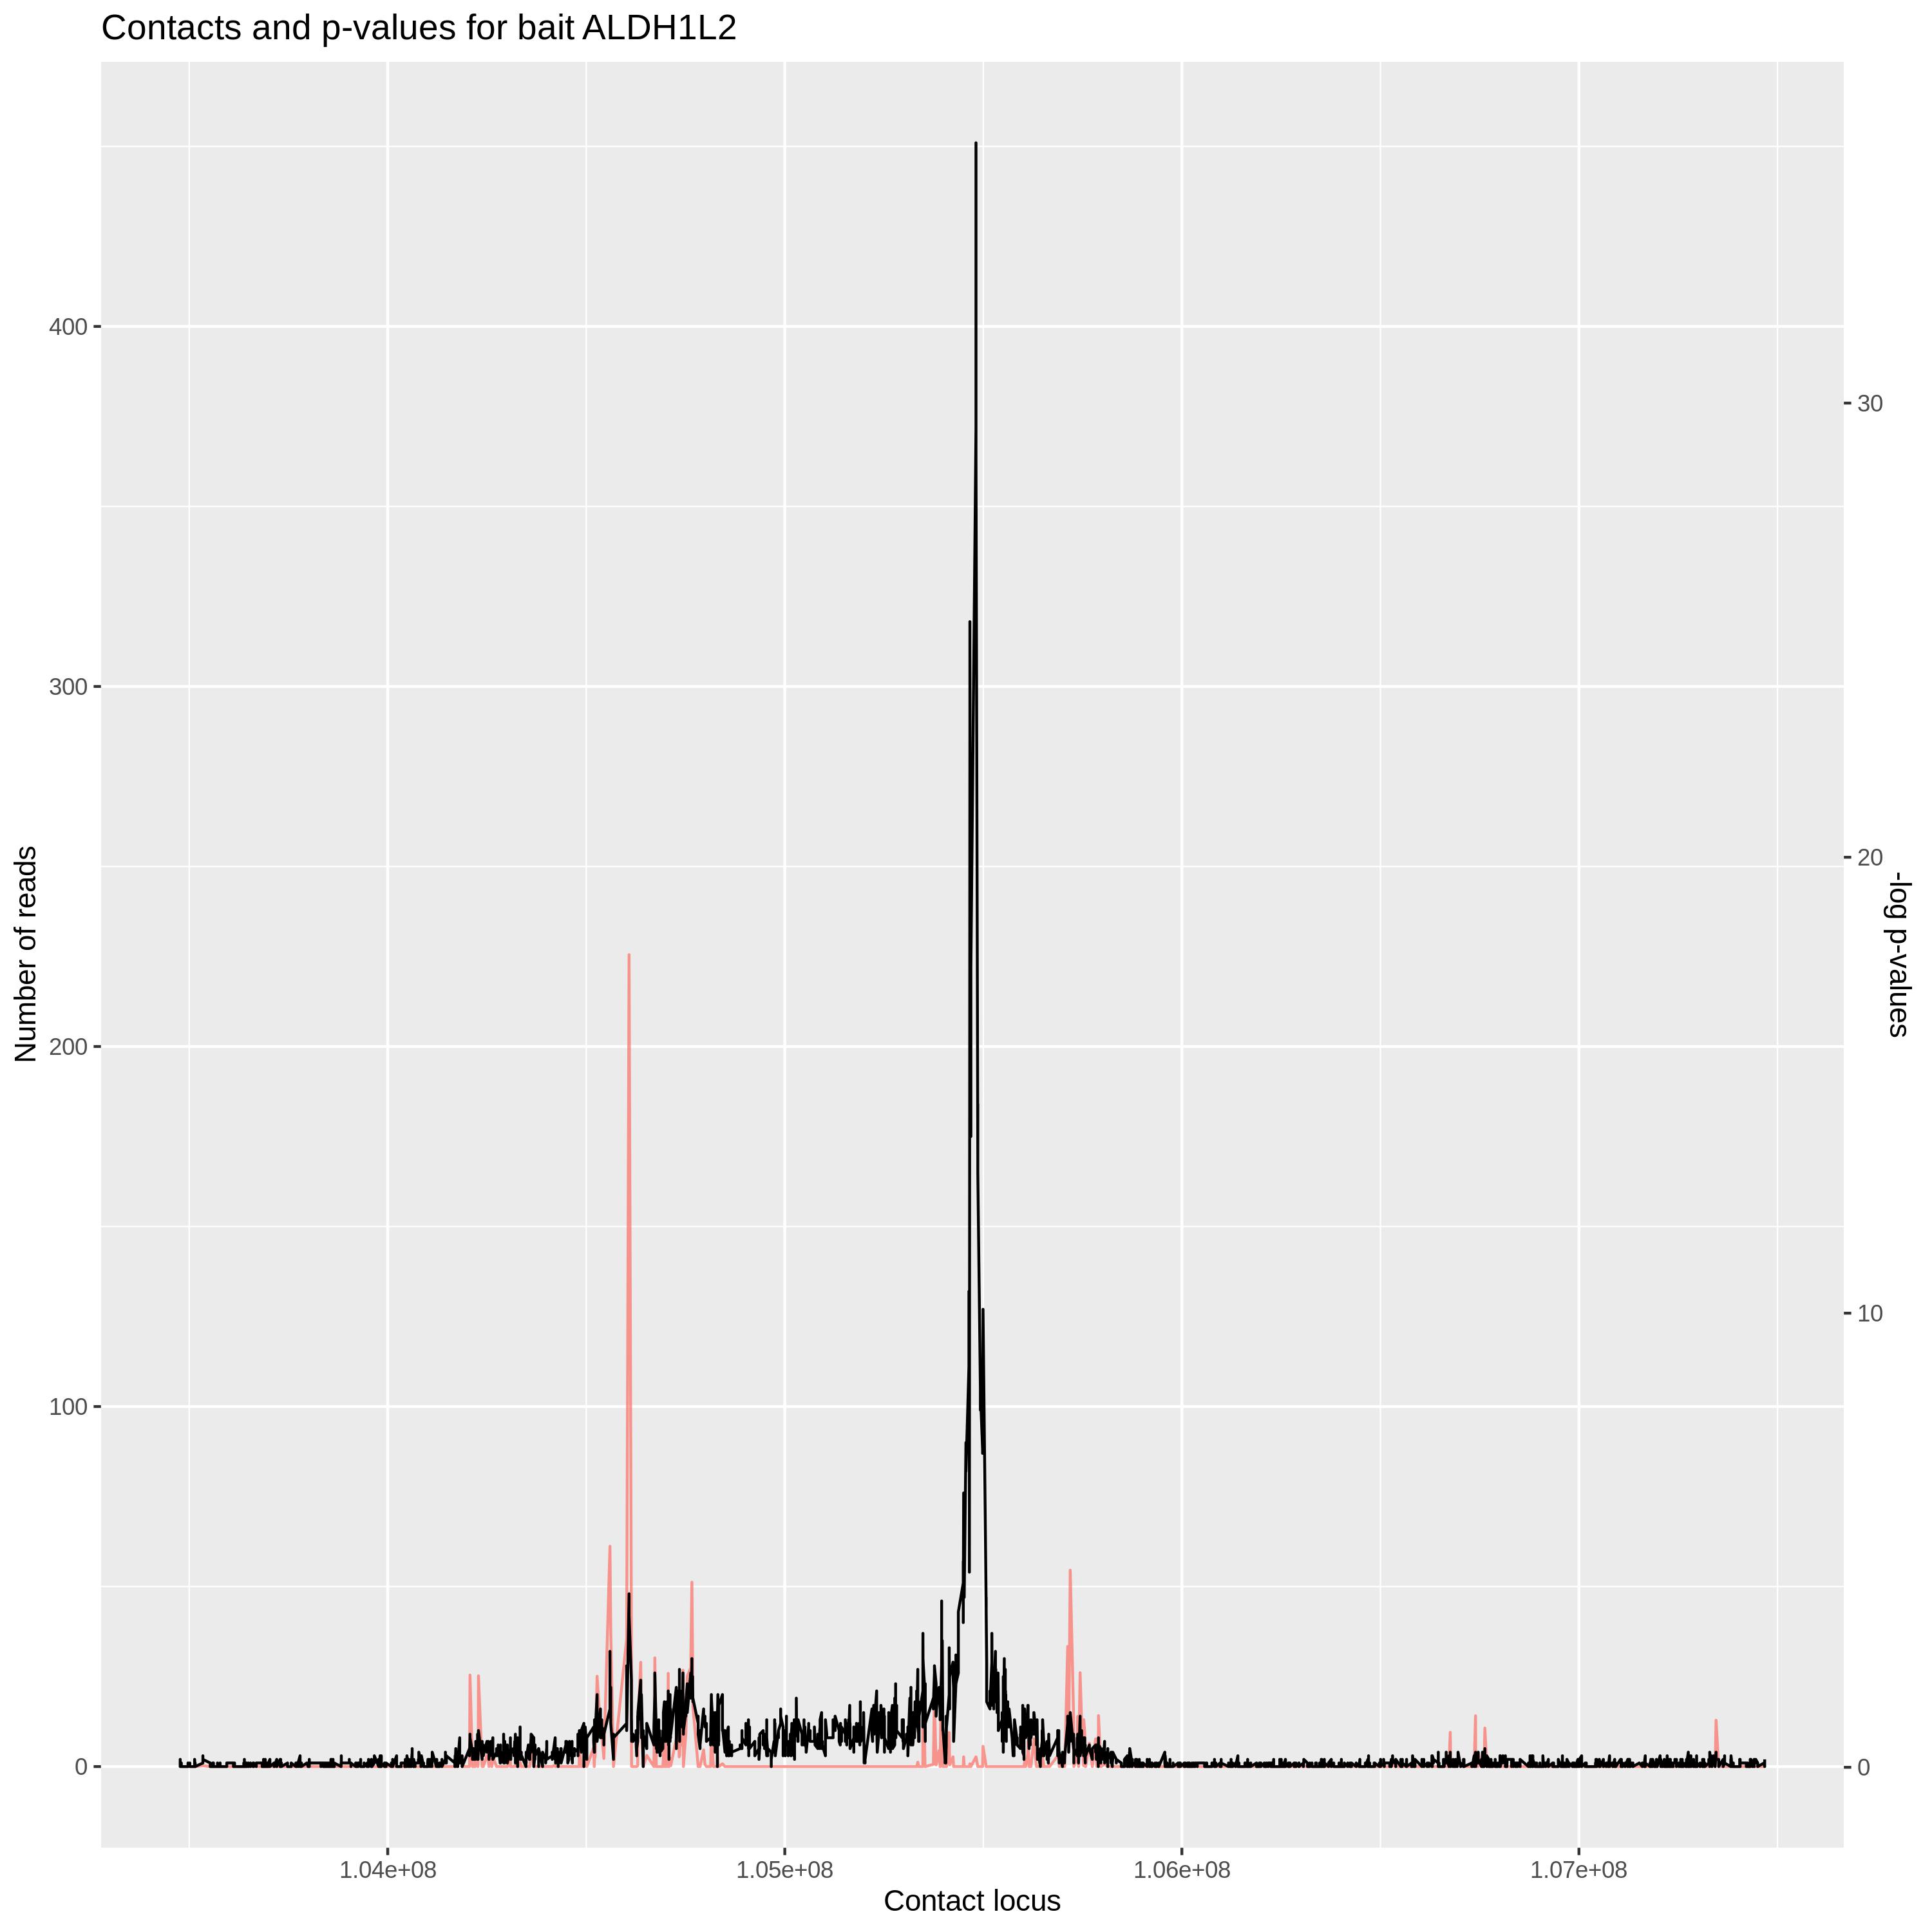 Contacts and p-values for bait ALDH1L2
400
300
200
100
0
Number of reads
30
20
10
0
-log p-values
1.04e+08
1.05e+08
1.06e+08
1.07e+08
Contact locus